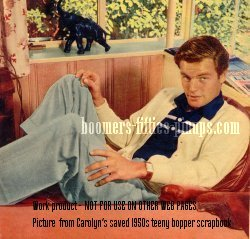 boomers-fifties-pinups.com
Work product - NOT FOR USE ON OTHER WEB PAGES
Picture from Carolyn's saved 1950s teeny bopper scrapbook